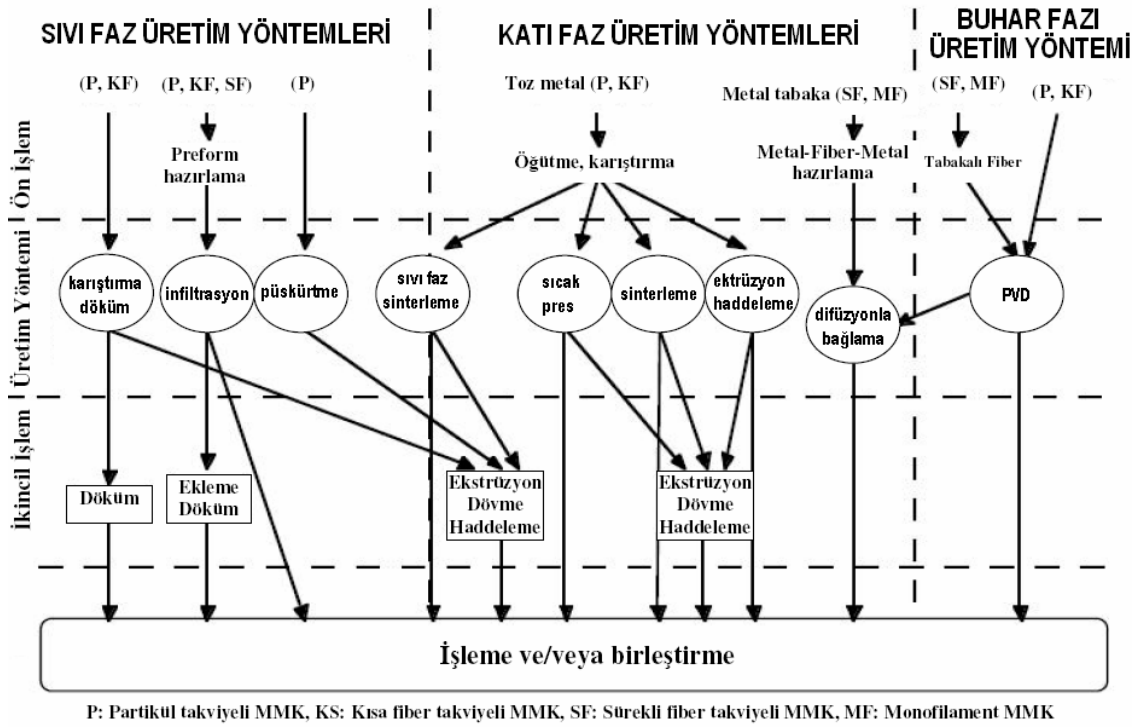 SIVI FAZ ÜRETİM YÖNTEMLERİ
KATI FAZ ÜRETİM YÖNTEMLERİ
BUHAR FAZI
ÜRETİM YÖNTEMİ
Ön İşlem
(P, KF)
(P, KF, SF)
(P)
Toz metal (P, KF)
Metal tabaka (SF, MF)
(SF, MF)
(P, KF)
Preform
hazırlama
Öğütme, karıştırma
Metal-Fiber-Metal
hazırlama
Tabakalı Fiber
Üretim Yöntemi
karıştırma
döküm
infiltrasyon
püskürtme
sıvı faz
sinterleme
sıcak
pres
sinterleme
ektrüzyon
haddeleme
difüzyonla
bağlama
PVD
İkincil İşlem
Döküm
Ekleme
Döküm
Ekstrüzyon
Dövme
Haddeleme
Ekstrüzyon
Dövme
Haddeleme
İşleme ve/veya birleştirme
P: Partikül takviyeli MMK, KS: Kısa fiber takviyeli MMK, SF: Sürekli fiber takviyeli MMK, MF: Monofilament MMK